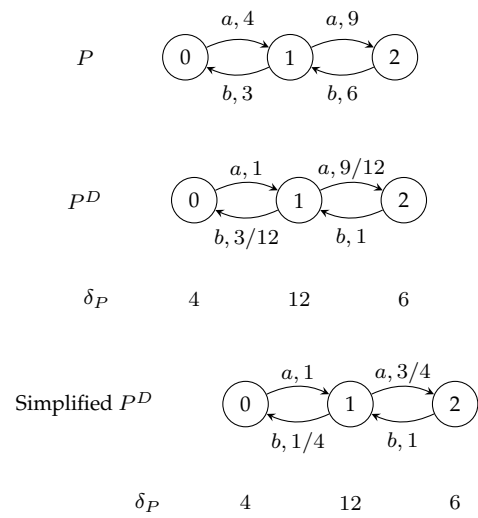 a, 4 a, 9
P 0 1 2
b, 3 b, 6
a, 1 a, 9/12
P^D 0 1 2
b, 3/12 b, 1
δ_P 4 12 6
a, 1 a, 3/4
Simplified P^D 0 1 2
b, 1/4 b, 1
δ_P 4 12 6